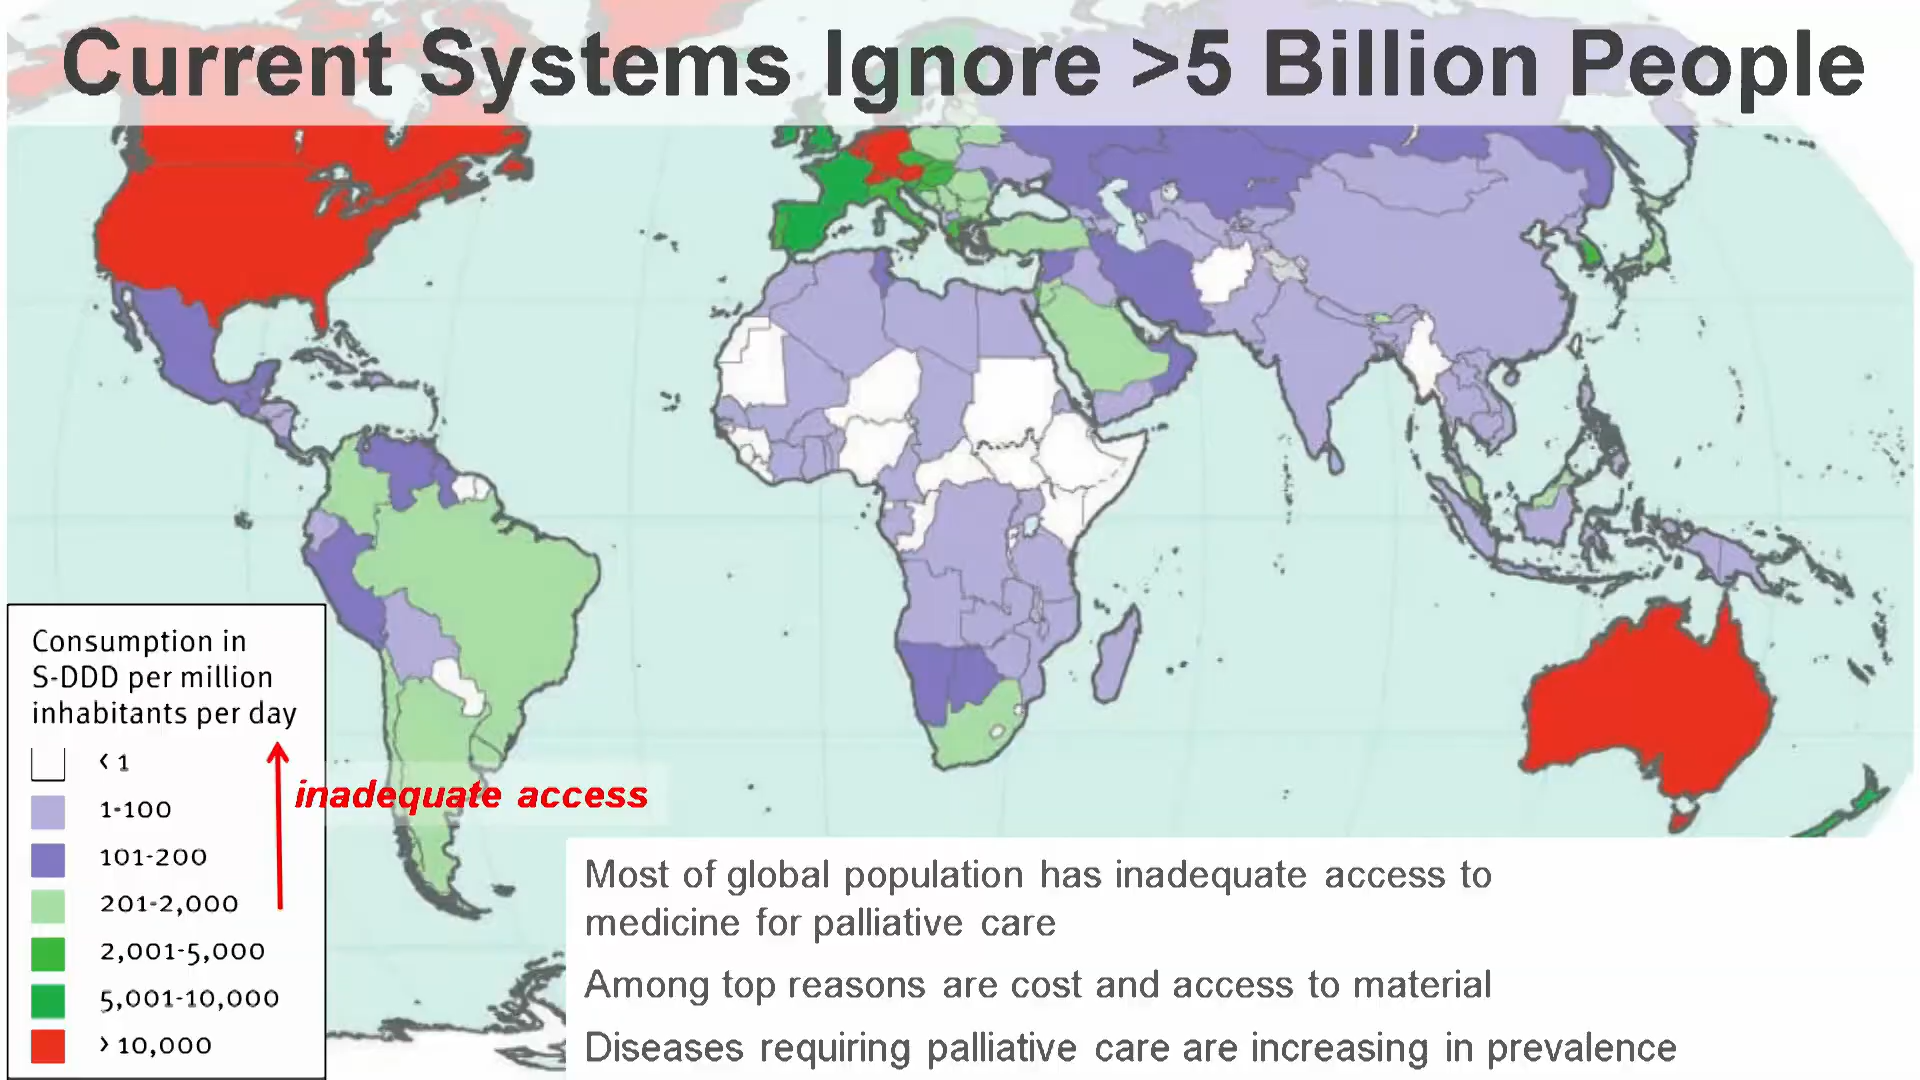 Current Systems Ignore >5 Billion People
Consumption in
S-DDD per million
inhabitants per day
< 1
1-100
101-200
201-2,000
2,001-5,000
5,001-10,000
> 10,000
inadequate access
Most of global population has inadequate access to
medicine for palliative care
Among top reasons are cost and access to material
Diseases requiring palliative care are increasing in prevalence